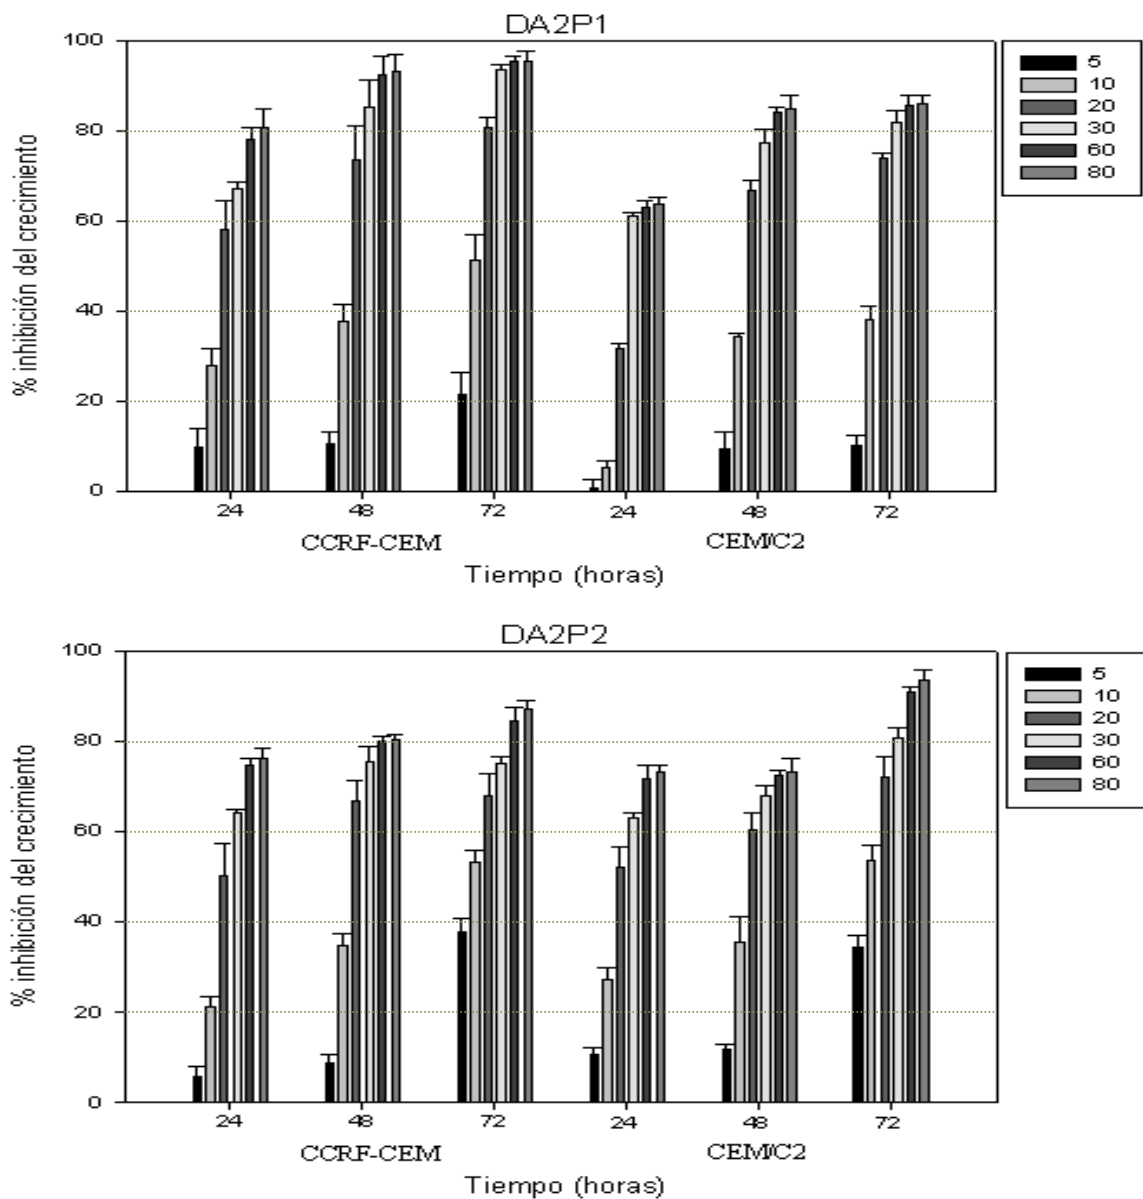 DA2P1
100
80
60
40
20
0
% inhibición del crecimiento
24 48 72 24 48 72
CCRF-CEM CEM/C2
Tiempo (horas)
5
10
20
30
60
80
DA2P2
100
80
60
40
20
0
% inhibición del crecimiento
24 48 72 24 48 72
CCRF-CEM CEM/C2
Tiempo (horas)
5
10
20
30
60
80